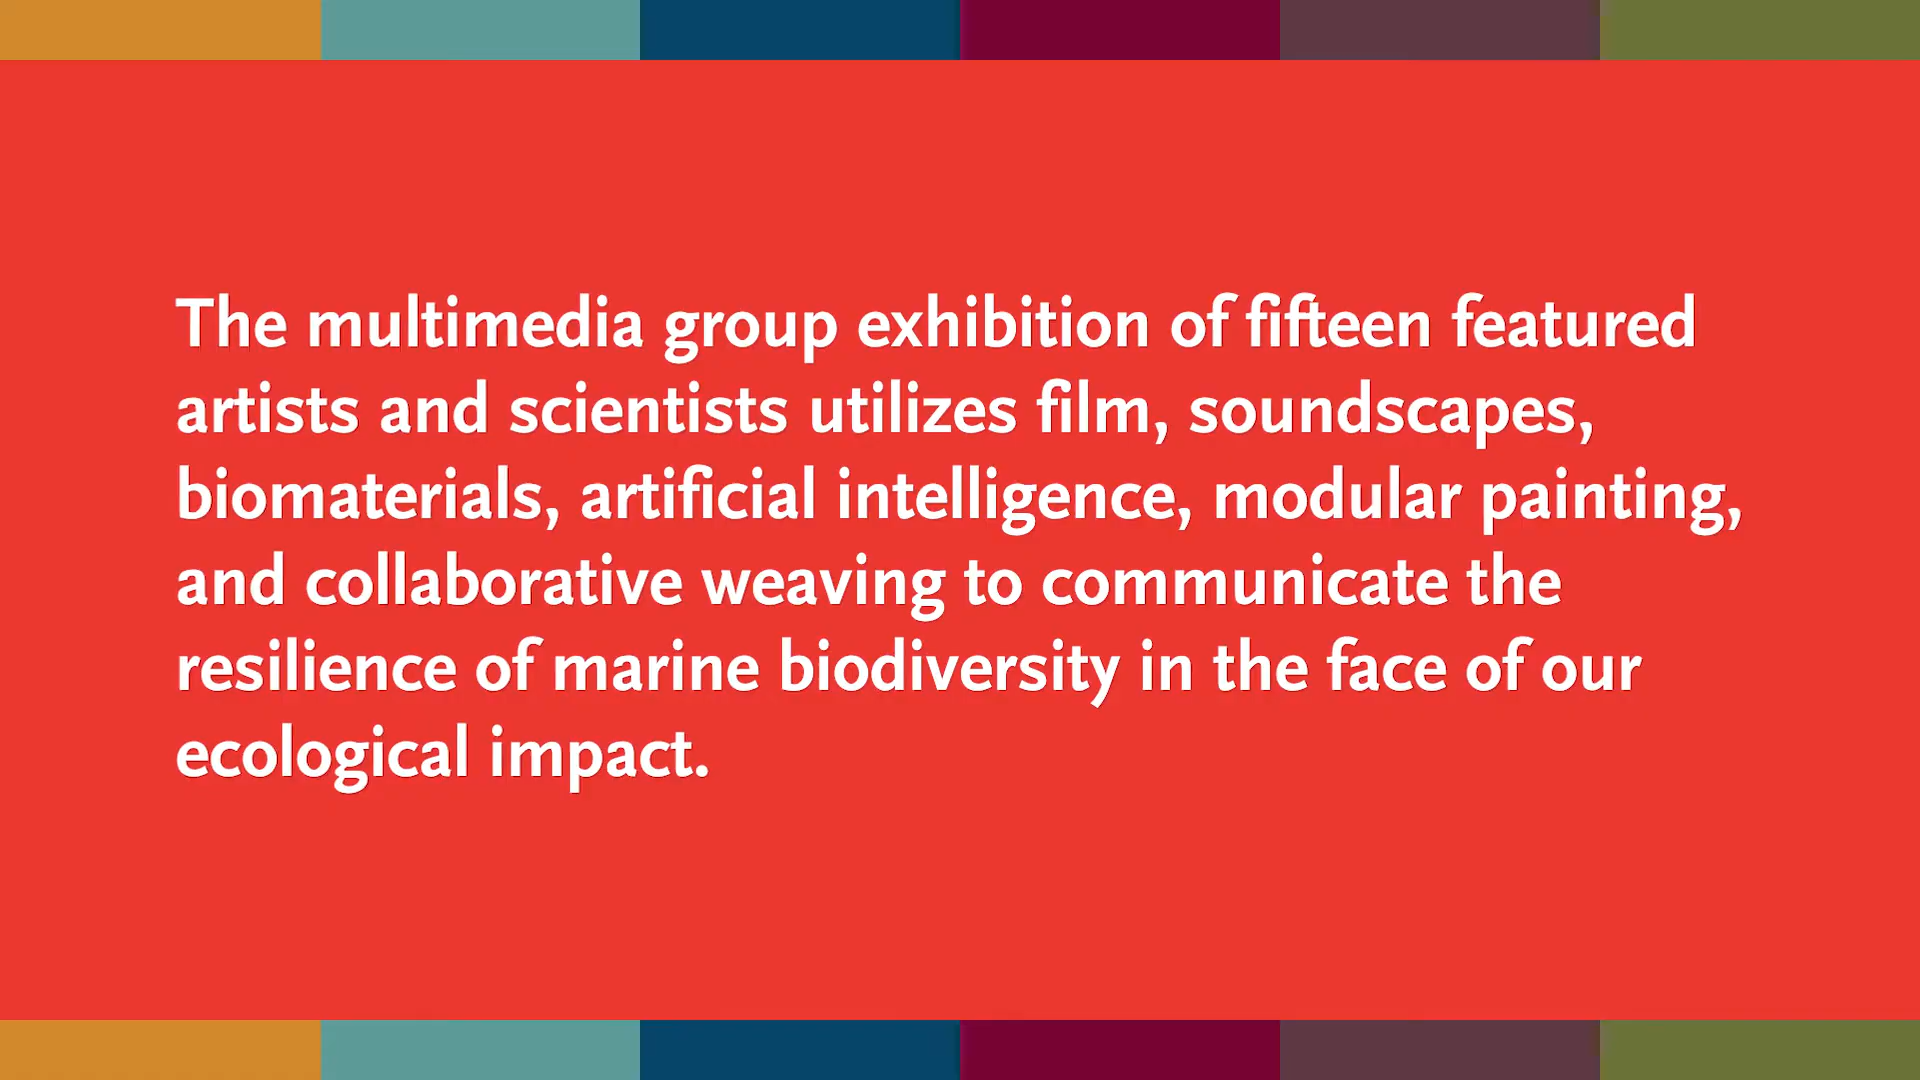 The multimedia group exhibition of fifteen featured
artists and scientists utilizes film, soundscapes,
biomaterials, artificial intelligence, modular painting,
and collaborative weaving to communicate the
resilience of marine biodiversity in the face of our
ecological impact.